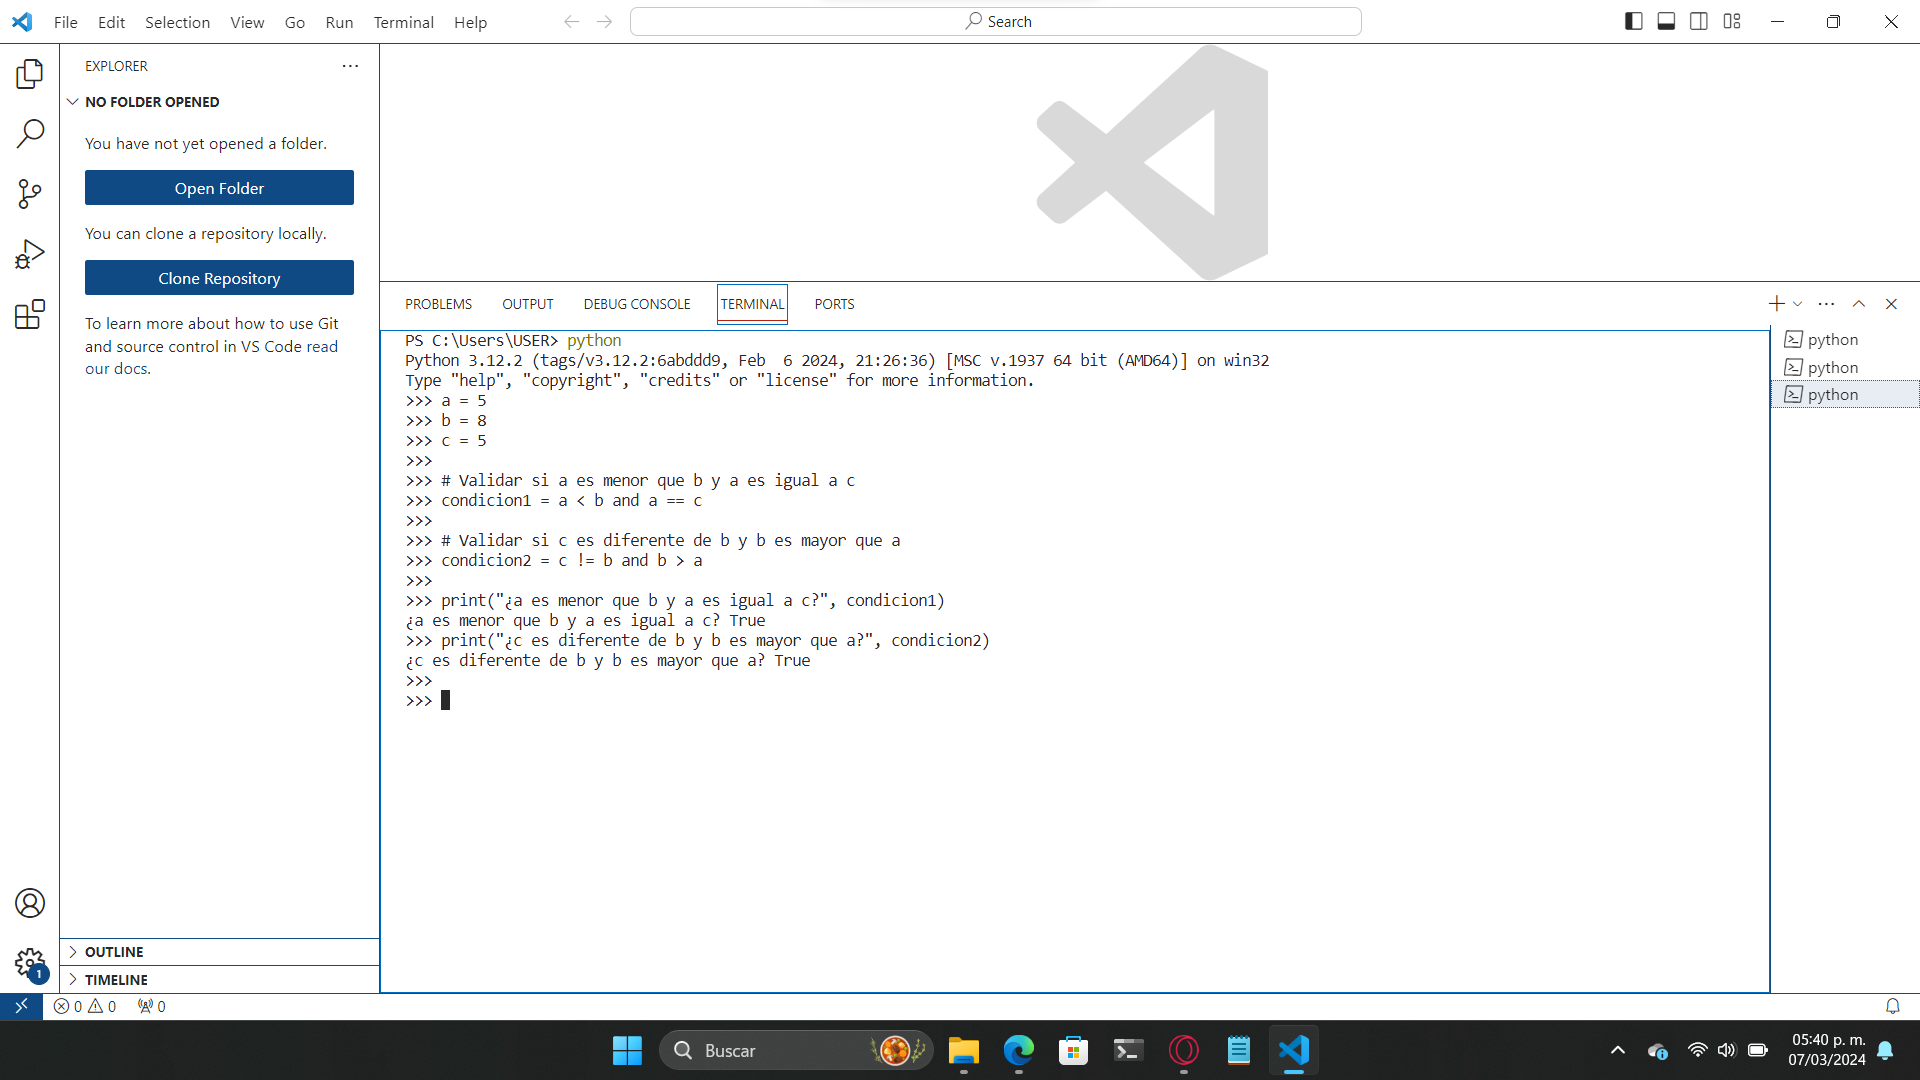 File Edit Selection View Go Run Terminal Help
Search
EXPLORER
NO FOLDER OPENED
You have not yet opened a folder.
Open Folder
You can clone a repository locally.
Clone Repository
To learn more about how to use Git
and source control in VS Code read
our docs.
OUTLINE
TIMELINE
PROBLEMS OUTPUT DEBUG CONSOLE TERMINAL PORTS
PS C:\Users\USER> python
Python 3.12.2 (tags/v3.12.2:6abddd9, Feb  6 2024, 21:26:36) [MSC v.1937 64 bit (AMD64)] on win32
Type "help", "copyright", "credits" or "license" for more information.
>>> a = 5
>>> b = 8
>>> c = 5
>>>
>>> # Validar si a es menor que b y a es igual a c
>>> condicion1 = a < b and a == c
>>>
>>> # Validar si c es diferente de b y b es mayor que a
>>> condicion2 = c != b and b > a
>>>
>>> print("¿a es menor que b y a es igual a c?", condicion1)
¿a es menor que b y a es igual a c? True
>>> print("¿c es diferente de b y b es mayor que a?", condicion2)
¿c es diferente de b y b es mayor que a? True
>>>
>>>
python
python
python
1
0 0 0
Buscar
05:40 p. m.
07/03/2024